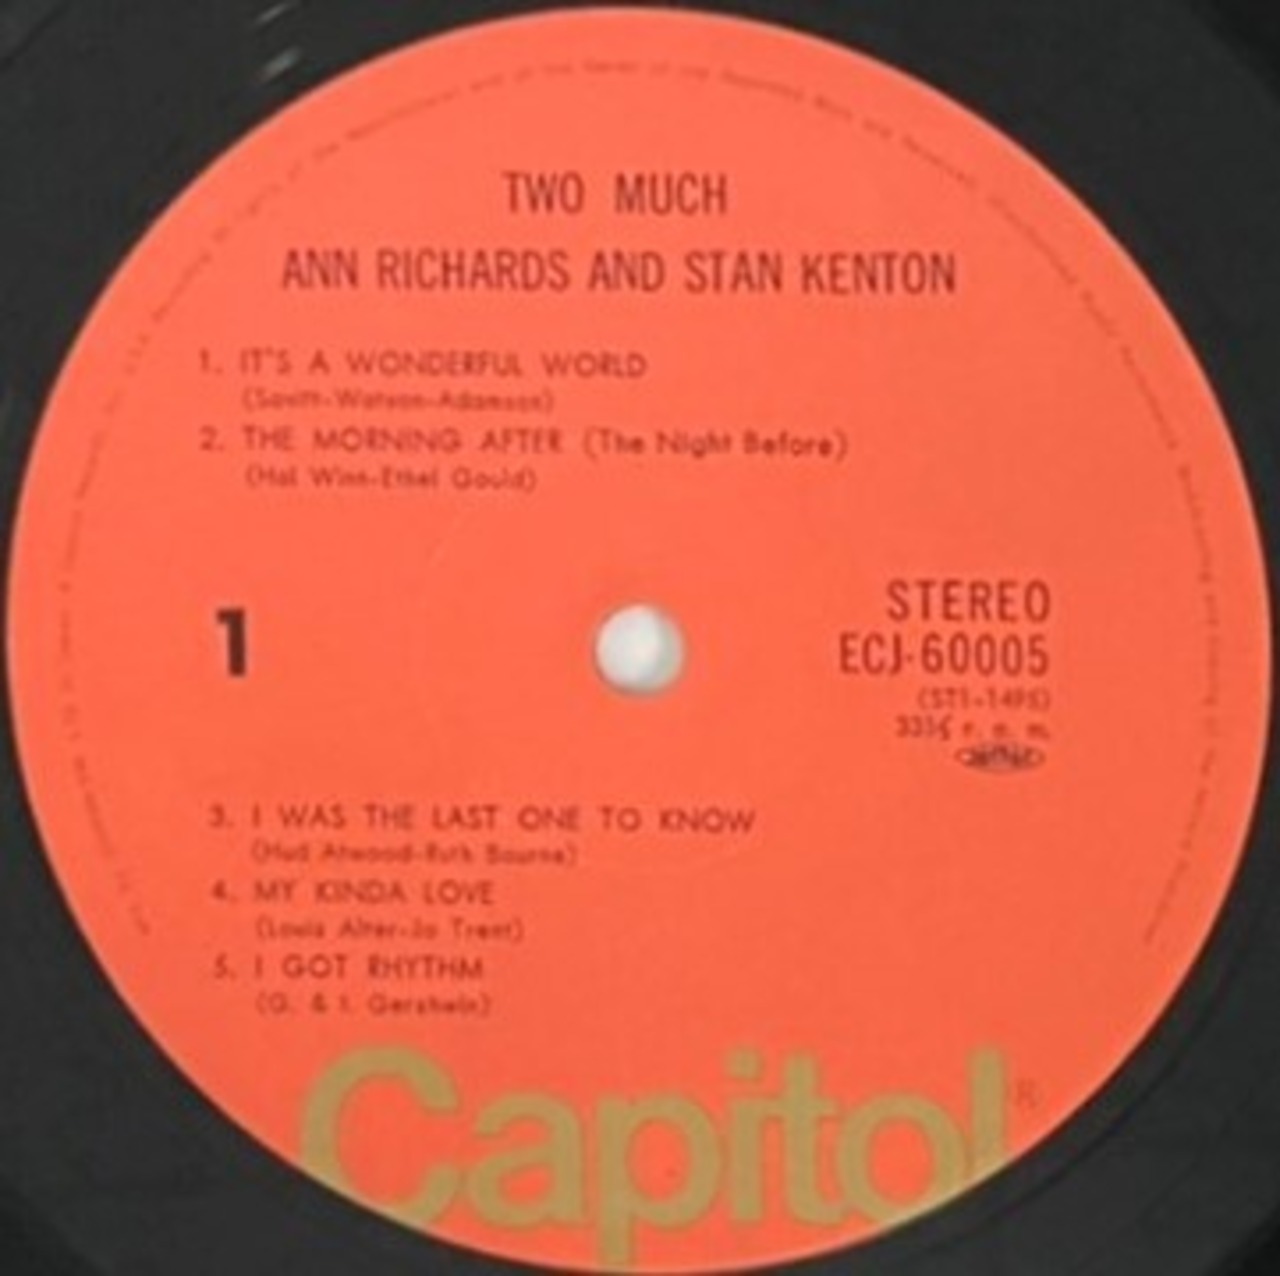 TWO MUCH
ANN RICHARDS AND STAN KENTON
1. IT'S A WONDERFUL WORLD
(Savitt-Watson-Adamson)
2. THE MORNING AFTER (The Night Before)
(Hal Winn-Ethel Gould)
1
STEREO
ECJ-60005
(ST1-1495)
33⅓ r. p. m.
3. I WAS THE LAST ONE TO KNOW
(Hud Atwood-Ruth Bourne)
4. MY KINDA LOVE
(Louis Alter-Jo Trent)
5. I GOT RHYTHM
(G. & I. Gershwin)
Capitol®